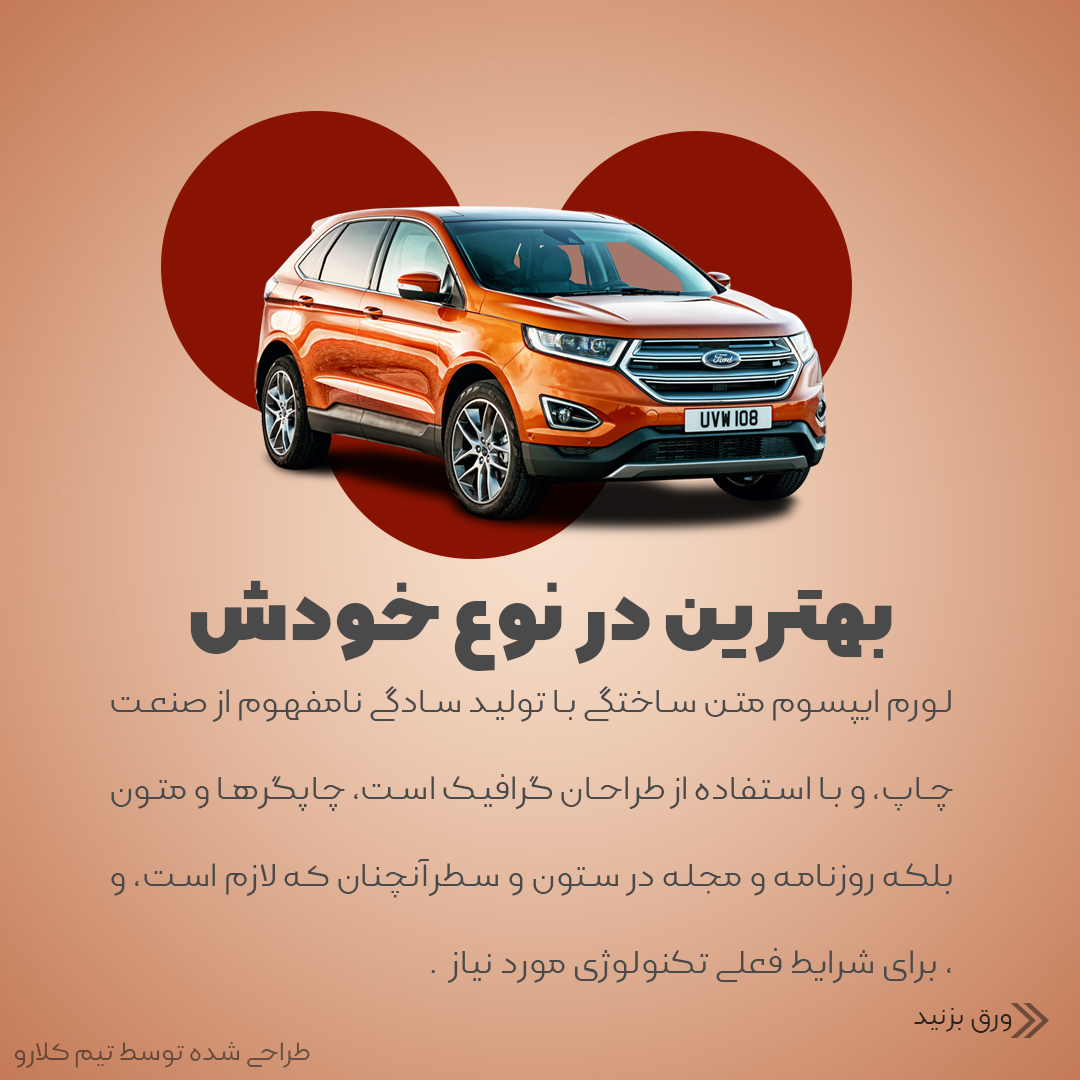 Ford
UVW 108
بهترین در نوع خودش
لورم ایپسوم متن ساختگی با تولید سادگی نامفهوم از صنعت
چاپ، و با استفاده از طراحان گرافیک است، چاپگرها و متون
بلکه روزنامه و مجله در ستون و سطرآنچنان که لازم است، و
، برای شرایط فعلی تکنولوژی مورد نیاز .
ورق بزنید
طراحی شده توسط تیم کلارو